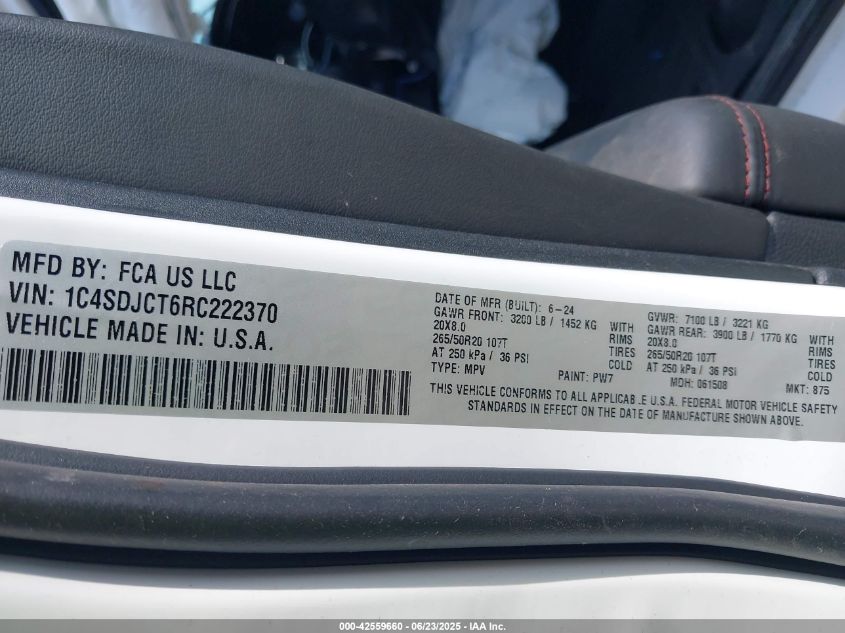 MFD BY: FCA US LLC
VIN: 1C4SDJCT6RC222370
VEHICLE MADE IN: U.S.A.
DATE OF MFR (BUILT): 6-24
GAWR FRONT: 3200 LB / 1452 KG WITH
20X8.0 RIMS
265/50R20 107T TIRES
AT 250 kPa / 36 PSI COLD
TYPE: MPV PAINT: PW7
GVWR: 7100 LB / 3221 KG
GAWR REAR: 3900 LB / 1770 KG WITH
20X8.0 RIMS
265/50R20 107T TIRES
AT 250 kPa / 36 PSI COLD
MDH: 061508 MKT: 875
THIS VEHICLE CONFORMS TO ALL APPLICABLE U.S.A. FEDERAL MOTOR VEHICLE SAFETY
STANDARDS IN EFFECT ON THE DATE OF MANUFACTURE SHOWN ABOVE.
000-42559660 - 06/23/2025 - IAA Inc.